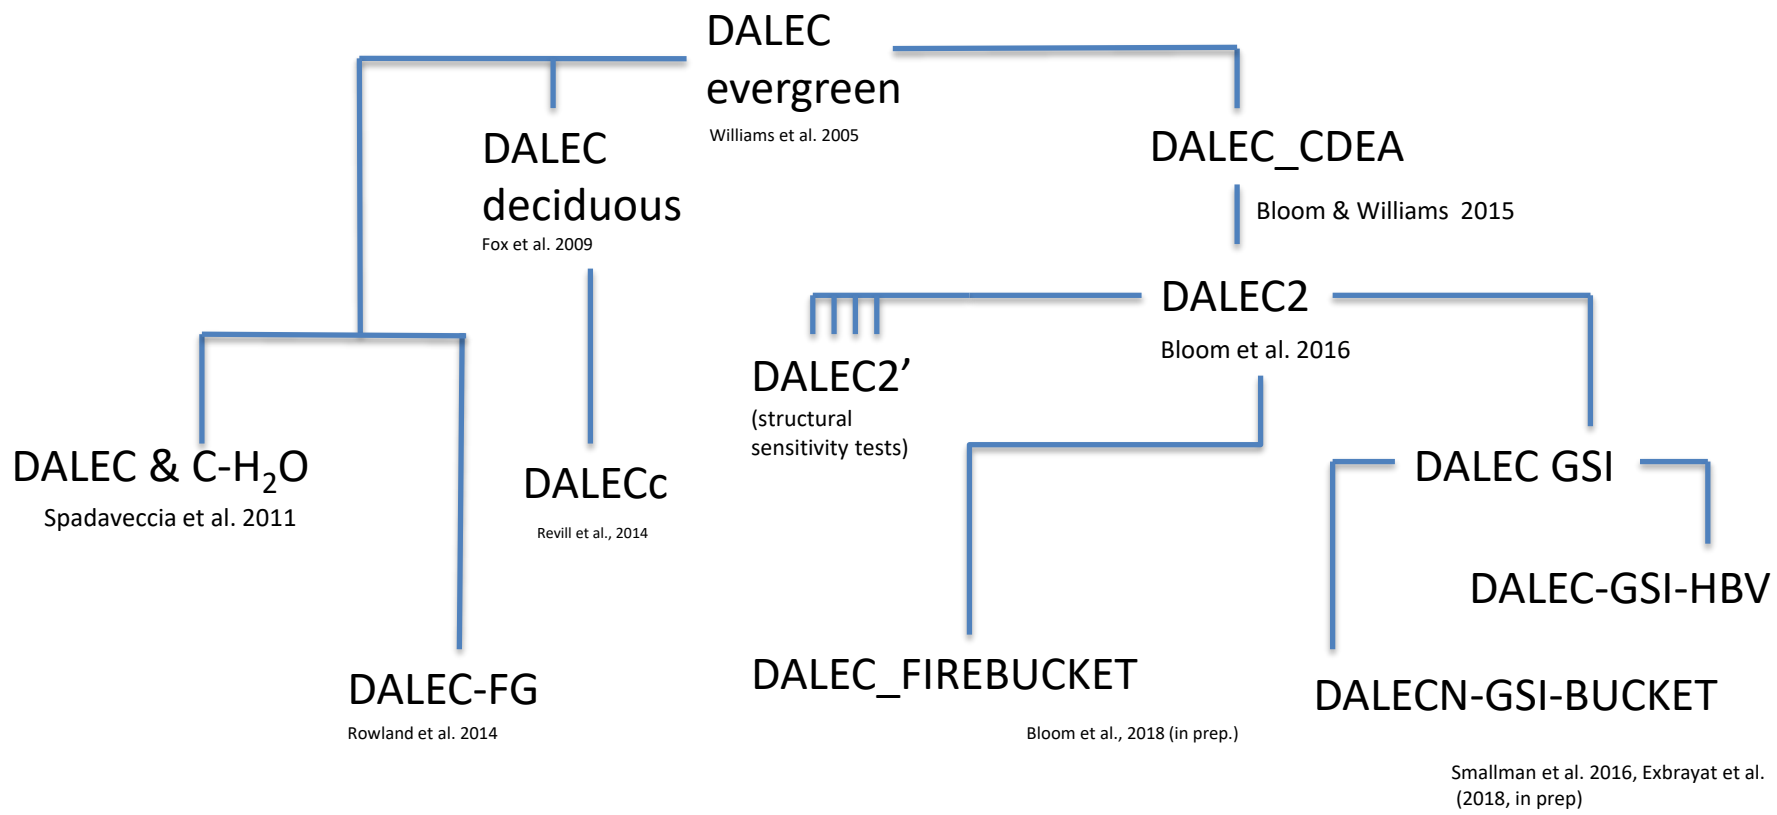 DALEC
evergreen
Williams et al. 2005
DALEC
deciduous
Fox et al. 2009
DALEC_CDEA
Bloom & Williams  2015
DALEC2
Bloom et al. 2016
DALEC2’
(structural
sensitivity tests)
DALEC & C-H₂O
Spadaveccia et al. 2011
DALECc
Revill et al., 2014
DALEC GSI
DALEC-GSI-HBV
DALEC-FG
Rowland et al. 2014
DALEC_FIREBUCKET
Bloom et al., 2018 (in prep.)
DALECN-GSI-BUCKET
Smallman et al. 2016, Exbrayat et al.
(2018, in prep)